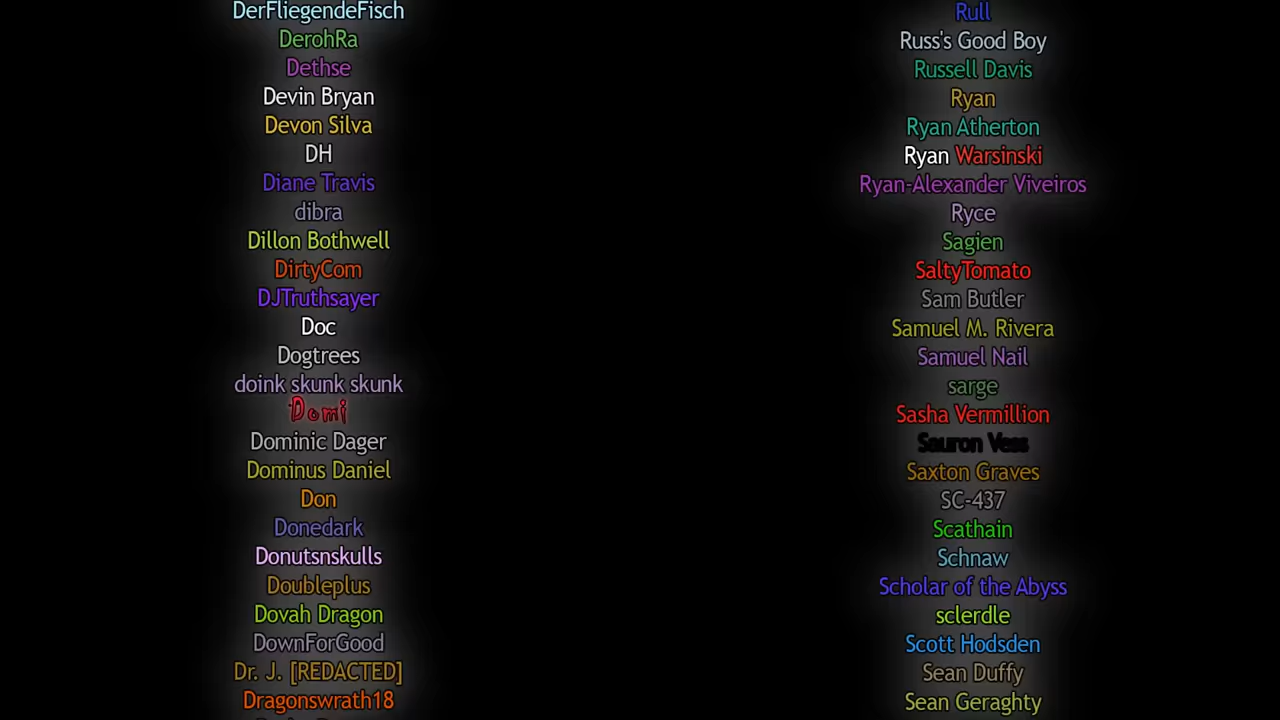 DerFliegendeFisch
DerohRa
Dethse
Devin Bryan
Devon Silva
DH
Diane Travis
dibra
Dillon Bothwell
DirtyCom
DJTruthsayer
Doc
Dogtrees
doink skunk skunk
Domi
Dominic Dager
Dominus Daniel
Don
Donedark
Donutsnskulls
Doubleplus
Dovah Dragon
DownForGood
Dr. J. [REDACTED]
Dragonswrath18
Rull
Russ's Good Boy
Russell Davis
Ryan
Ryan Atherton
Ryan Warsinski
Ryan-Alexander Viveiros
Ryce
Sagien
SaltyTomato
Sam Butler
Samuel M. Rivera
Samuel Nail
sarge
Sasha Vermillion
Sauron Vess
Saxton Graves
SC-437
Scathain
Schnaw
Scholar of the Abyss
sclerdle
Scott Hodsden
Sean Duffy
Sean Geraghty